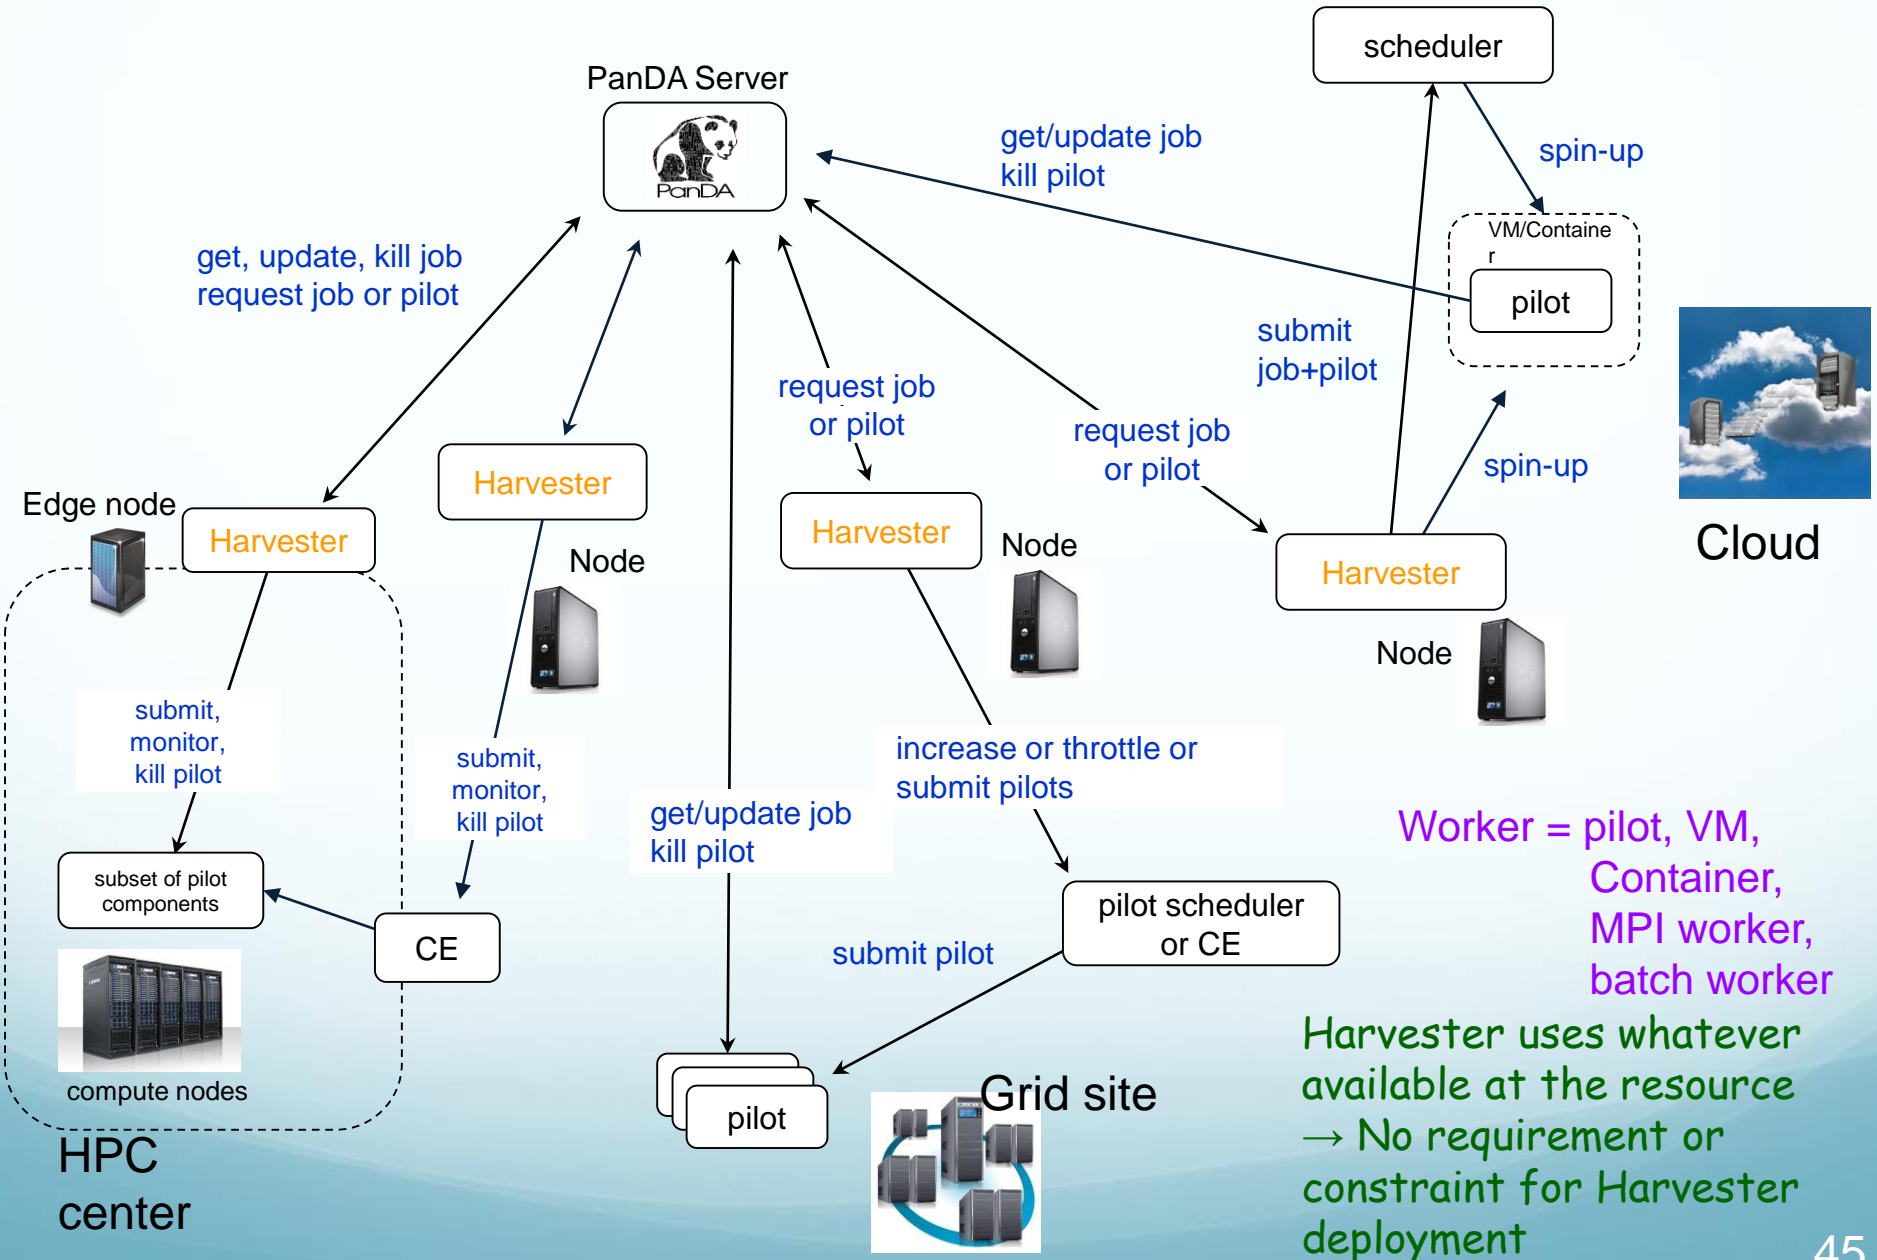 scheduler
PanDA Server
PanDA
get/update job
kill pilot
spin-up
VM/Containe
r
pilot
get, update, kill job
request job or pilot
submit
job+pilot
request job
or pilot
request job
or pilot
spin-up
Harvester
Edge node
Harvester
Node
Harvester
Node
Harvester
Cloud
Node
submit,
monitor,
kill pilot
submit,
monitor,
kill pilot
increase or throttle or
submit pilots
get/update job
kill pilot
Worker = pilot, VM,
Container,
MPI worker,
batch worker
subset of pilot
components
CE
pilot scheduler
or CE
submit pilot
compute nodes
pilot
Grid site
Harvester uses whatever
available at the resource
→ No requirement or
constraint for Harvester
deployment
HPC
center
45